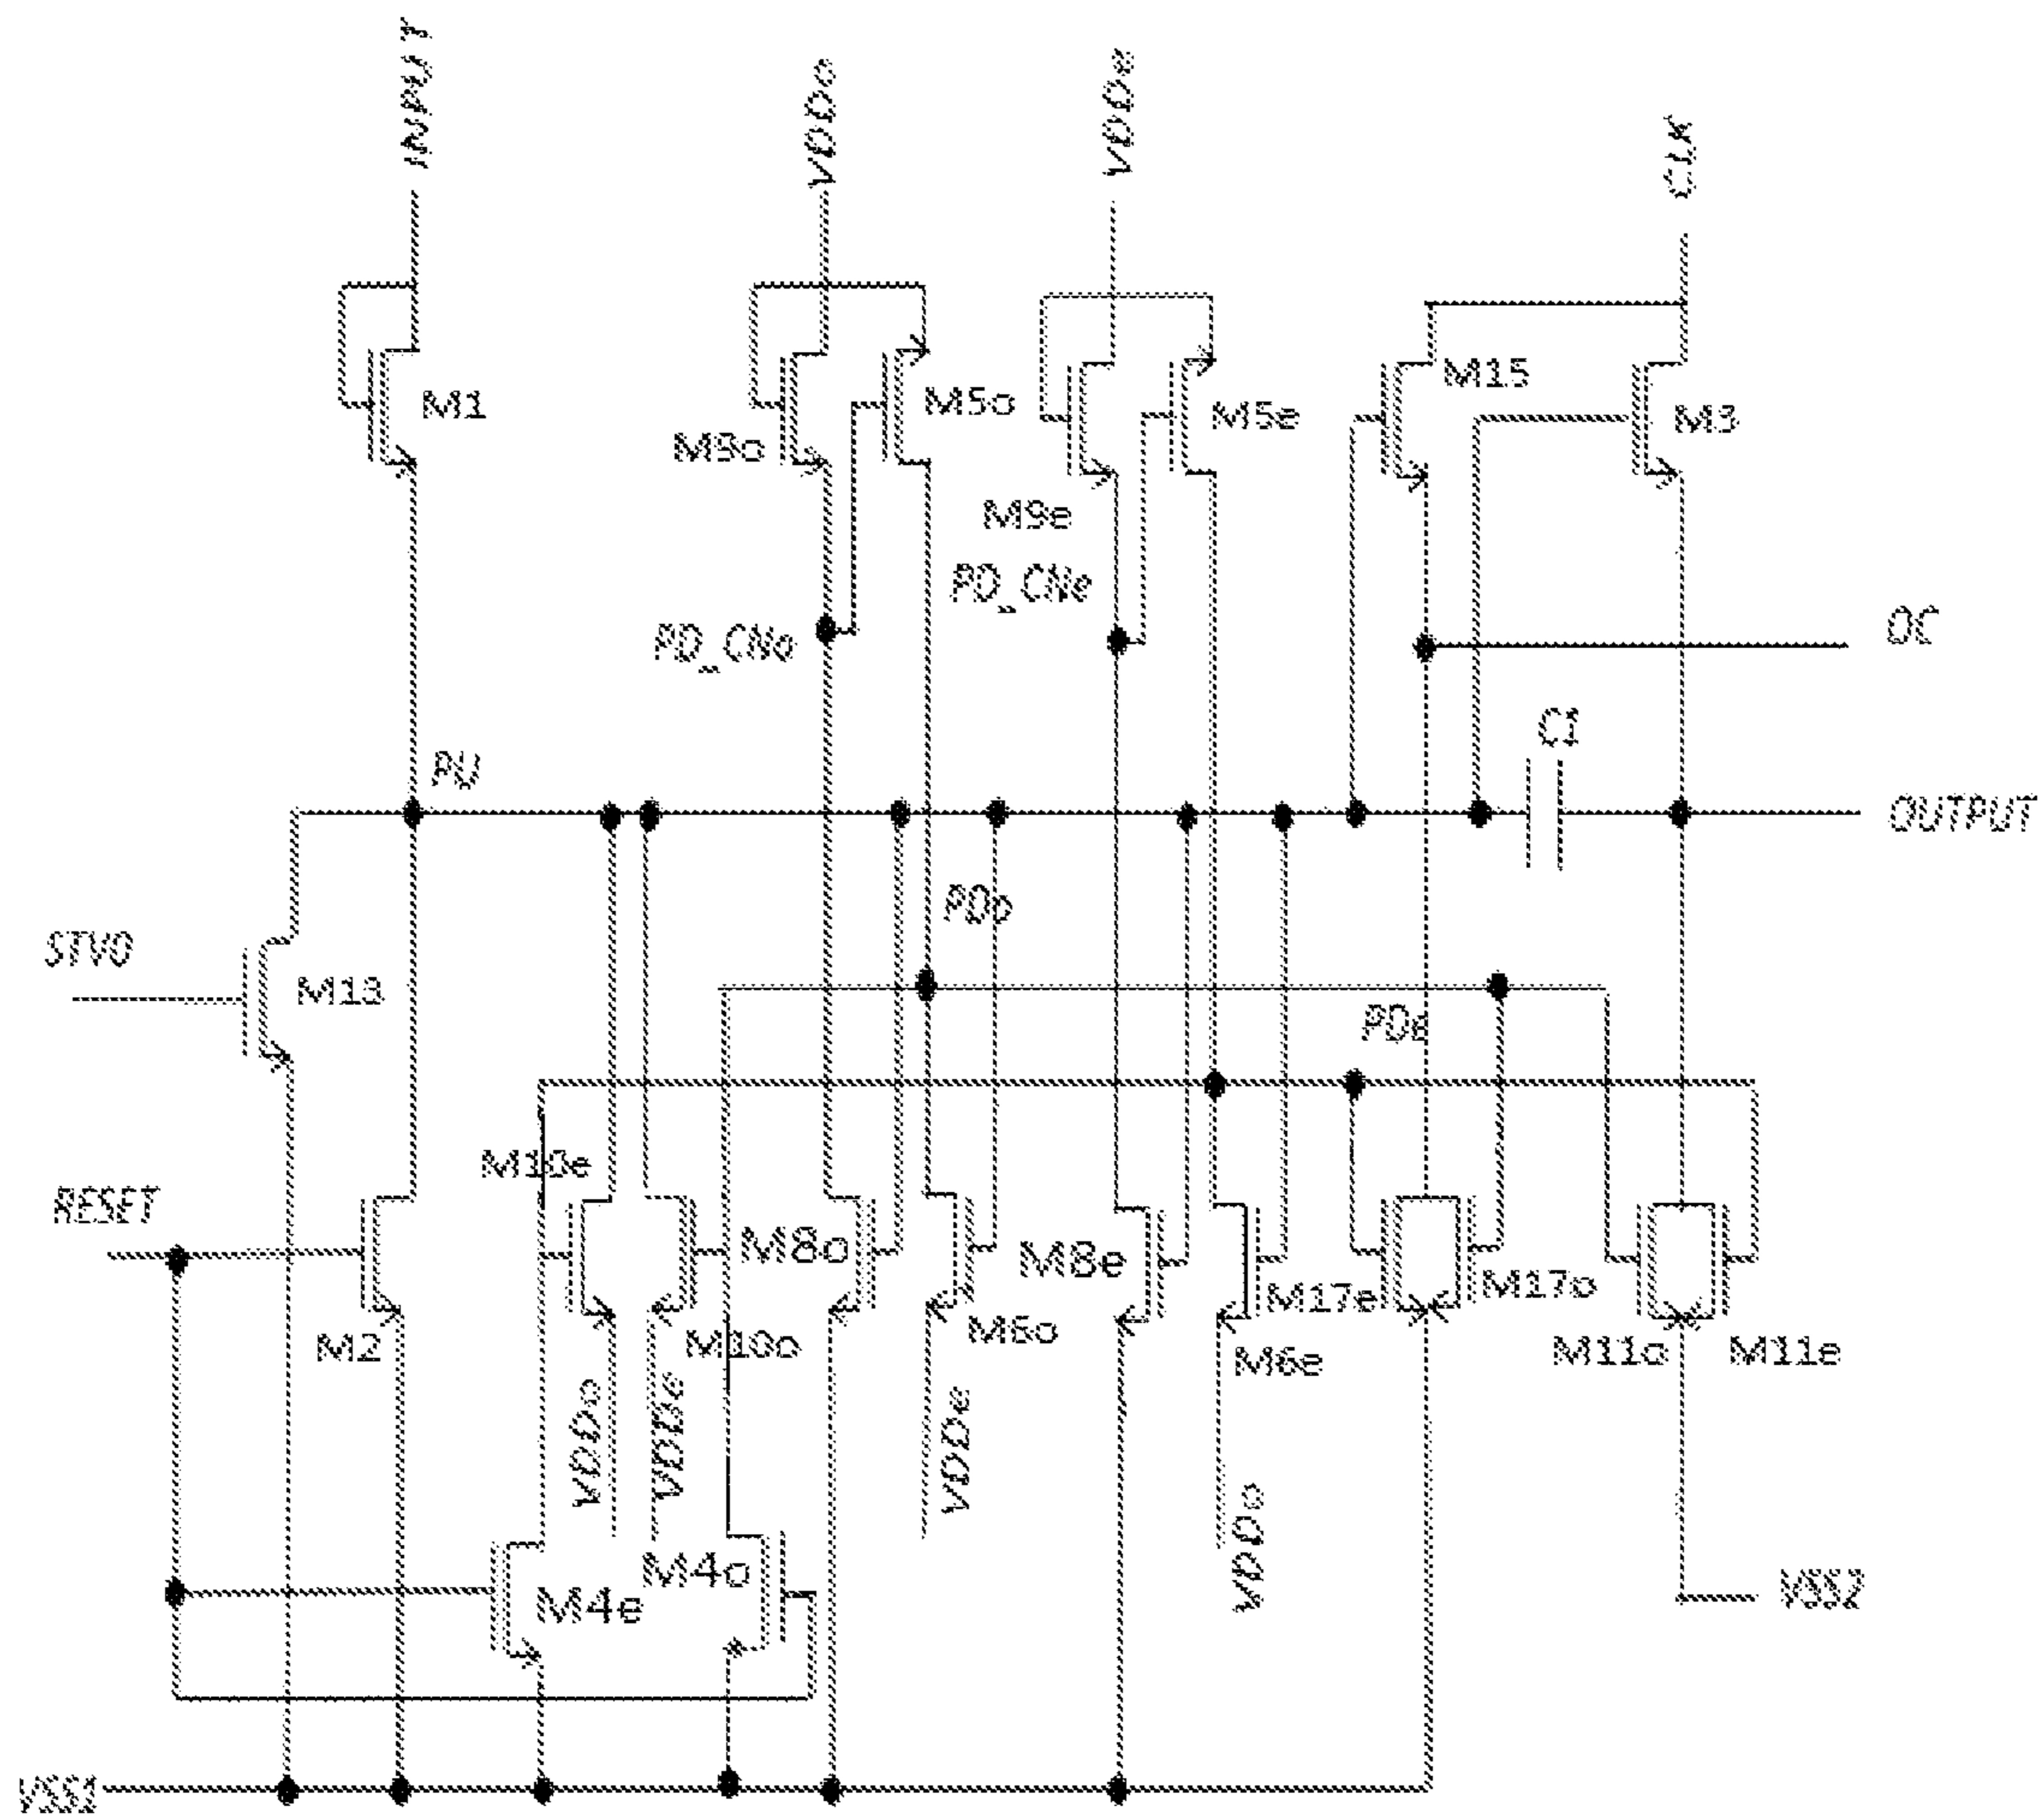 INPUT
VDDo
VDDe
CLK
M1
M9o
M5o
M9e
M5e
M15
M3
PD_CNo
PD_CNe
OC
C1
PU
OUTPUT
PDo
STV0
M13
PDe
RESET
M10e
M2
M10o
M8o
M6o
M8e
M6e
M17e
M17o
M11o
M11e
VDDo
VDDe
VDDe
VDDo
M4e
M4o
VSS2
VSS1